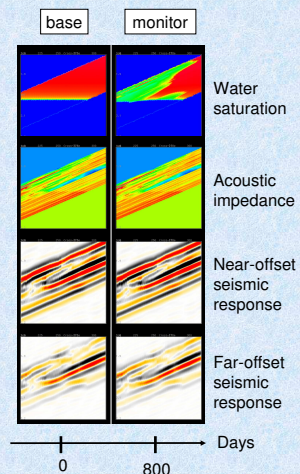 base
monitor
Water
saturation
Acoustic
impedance
Near-offset
seismic
response
Far-offset
seismic
response
Days
0
800